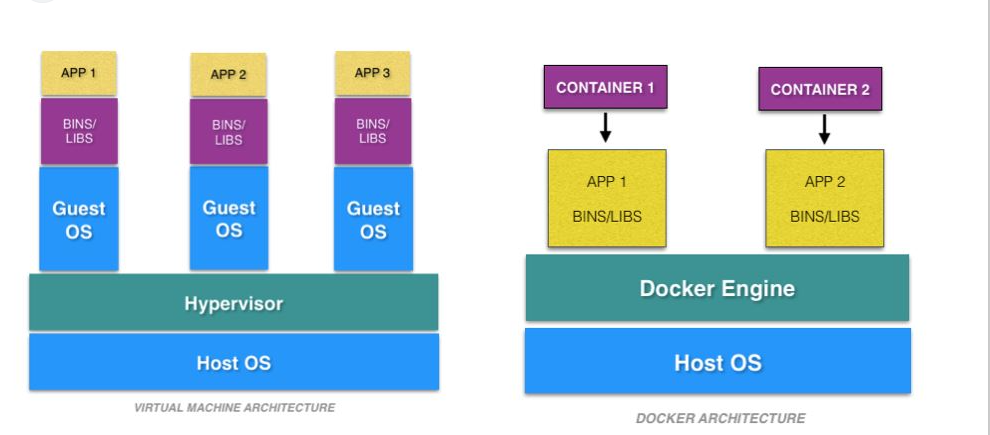 APP 1
APP 2
APP 3
BINS/
LIBS
BINS/
LIBS
BINS/
LIBS
Guest
OS
Guest
OS
Guest
OS
Hypervisor
Host OS
VIRTUAL MACHINE ARCHITECTURE
CONTAINER 1
CONTAINER 2
APP 1
BINS/LIBS
APP 2
BINS/LIBS
Docker Engine
Host OS
DOCKER ARCHITECTURE